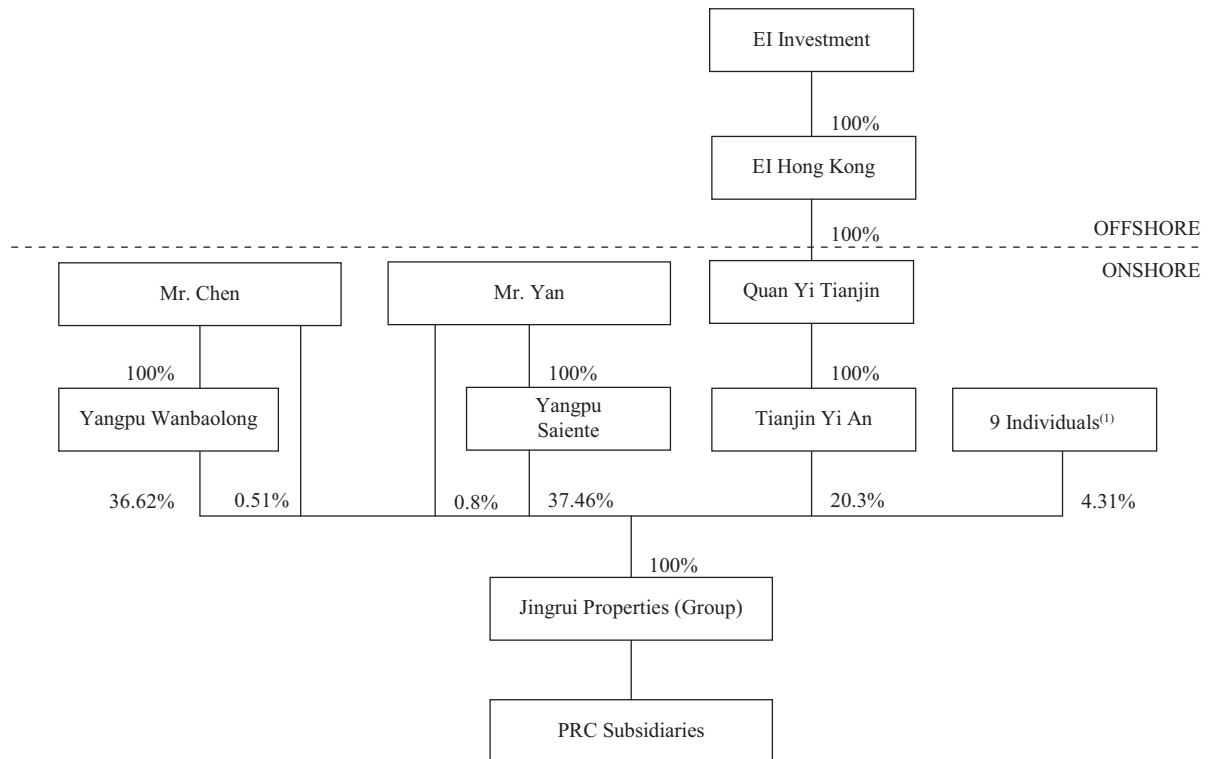 EI Investment
100%
EI Hong Kong
100%
OFFSHORE
ONSHORE
Mr. Chen
Mr. Yan
Quan Yi Tianjin
100%
100%
100%
Yangpu Wanbaolong
Yangpu
Saiente
Tianjin Yi An
9 Individuals(1)
36.62%
0.51%
0.8%
37.46%
20.3%
4.31%
100%
Jingrui Properties (Group)
PRC Subsidiaries